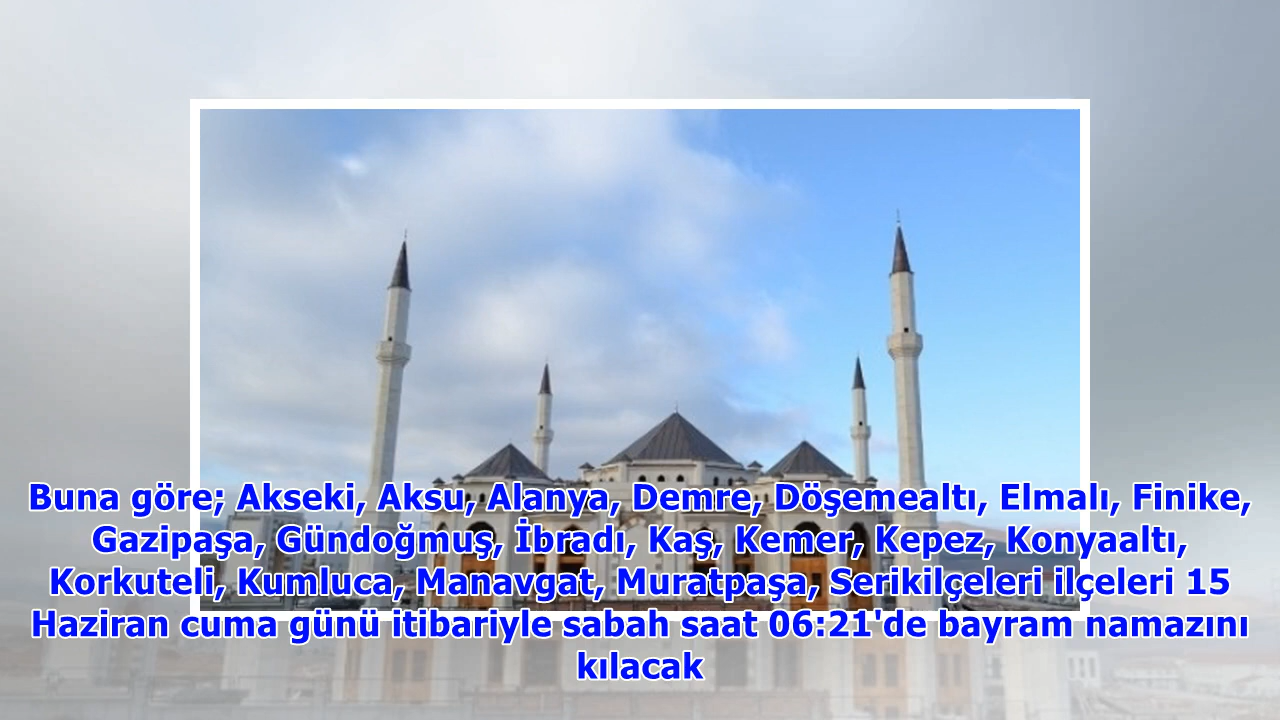 Buna göre; Akseki, Aksu, Alanya, Demre, Döşemealtı, Elmalı, Finike,
Gazipaşa, Gündoğmuş, İbradı, Kaş, Kemer, Kepez, Konyaaltı,
Korkuteli, Kumluca, Manavgat, Muratpaşa, Serikilçeleri ilçeleri 15
Haziran cuma günü itibariyle sabah saat 06:21'de bayram namazını
kılacak